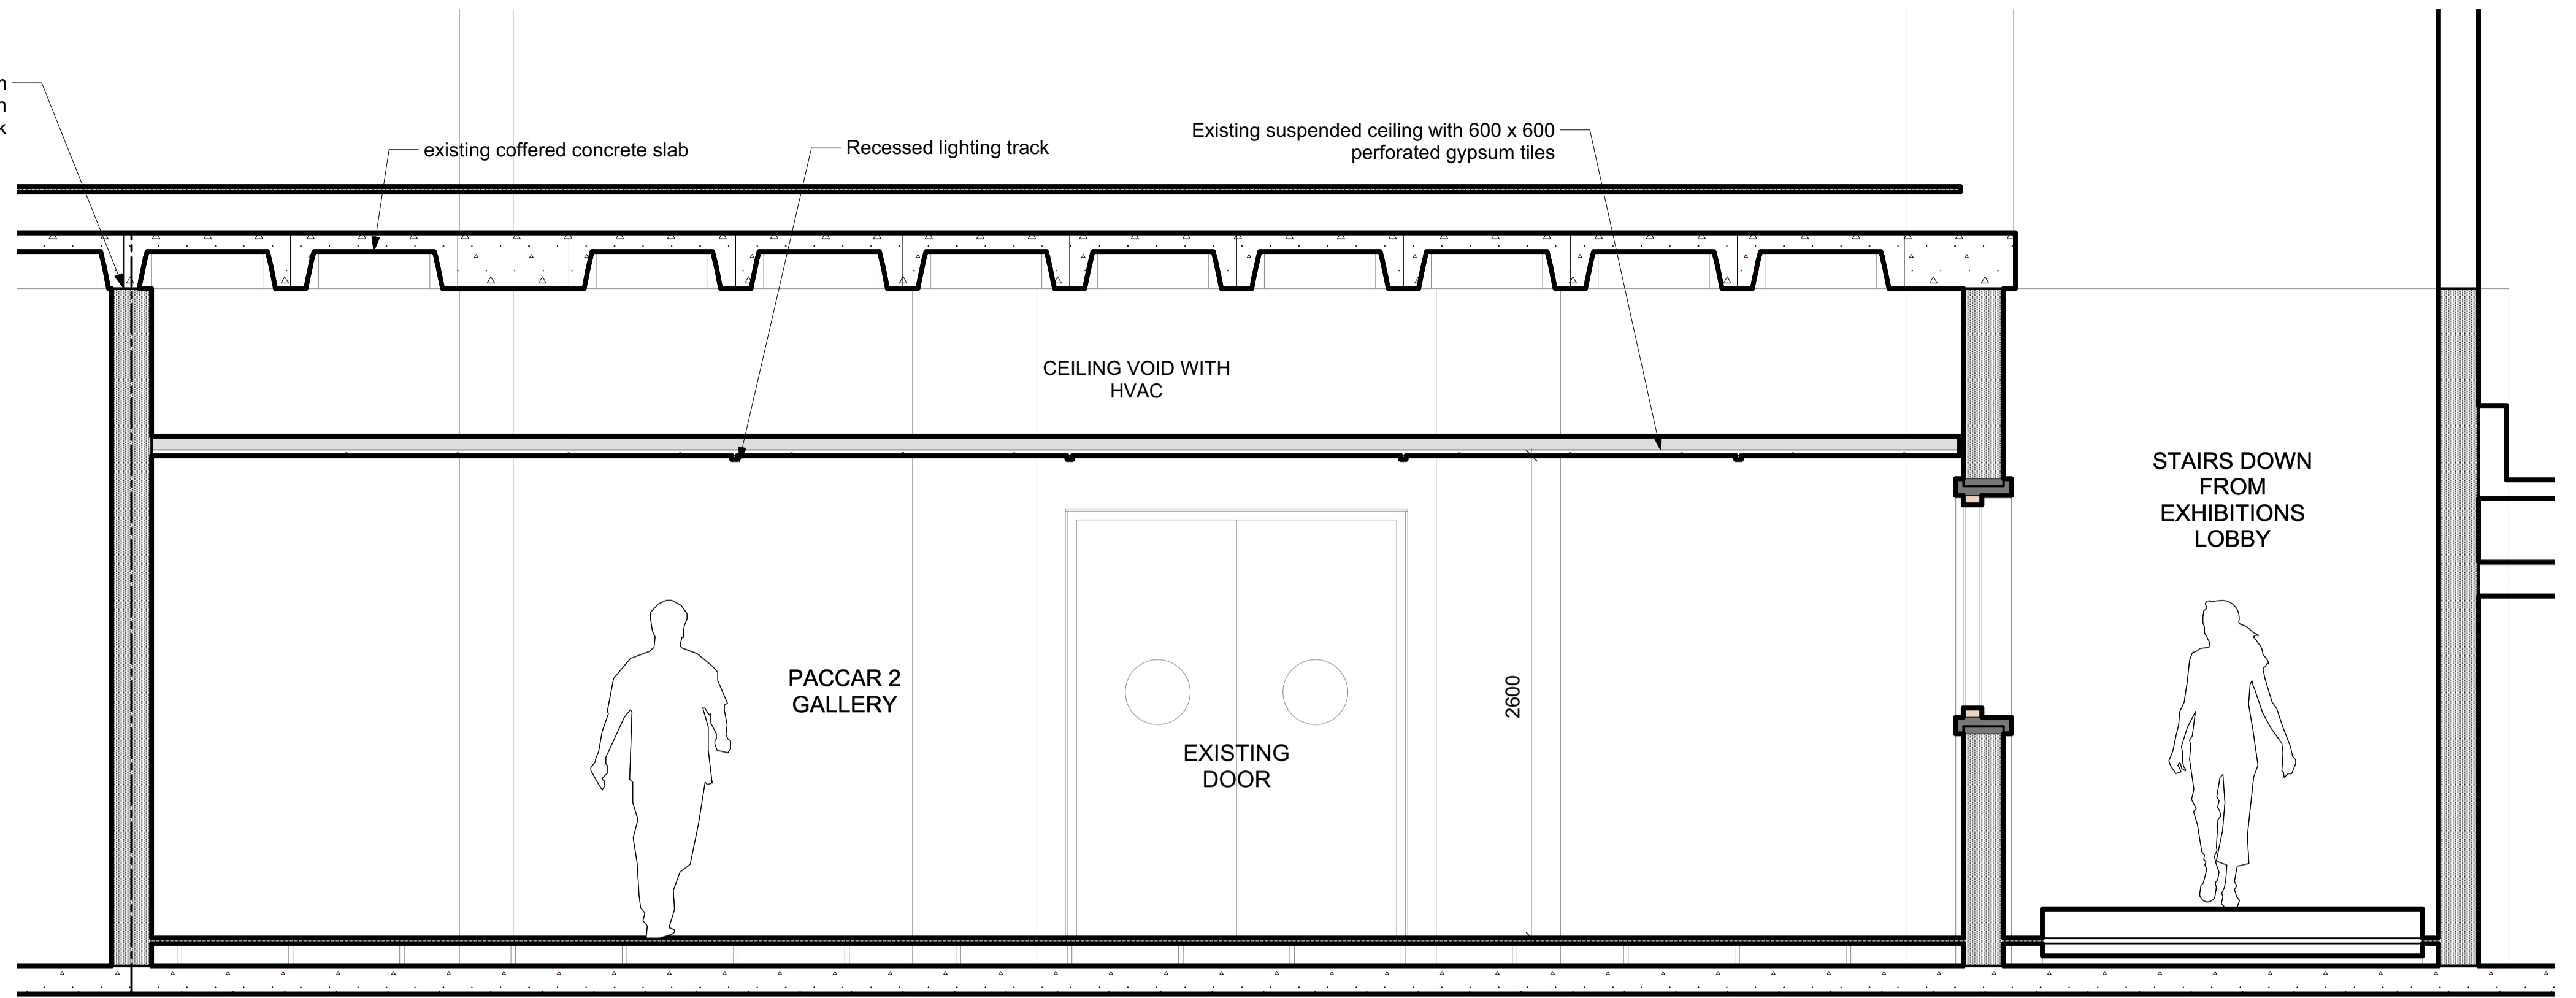 existing coffered concrete slab
Recessed lighting track
Existing suspended ceiling with 600 x 600
perforated gypsum tiles
CEILING VOID WITH
HVAC
STAIRS DOWN
FROM
EXHIBITIONS
LOBBY
PACCAR 2
GALLERY
EXISTING
DOOR
2600